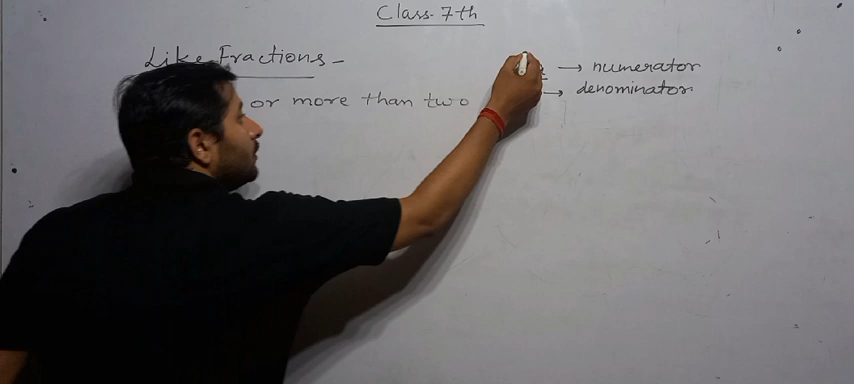 Class-7th
Like Fractions -
→ numerator
or more than two
→ denominator